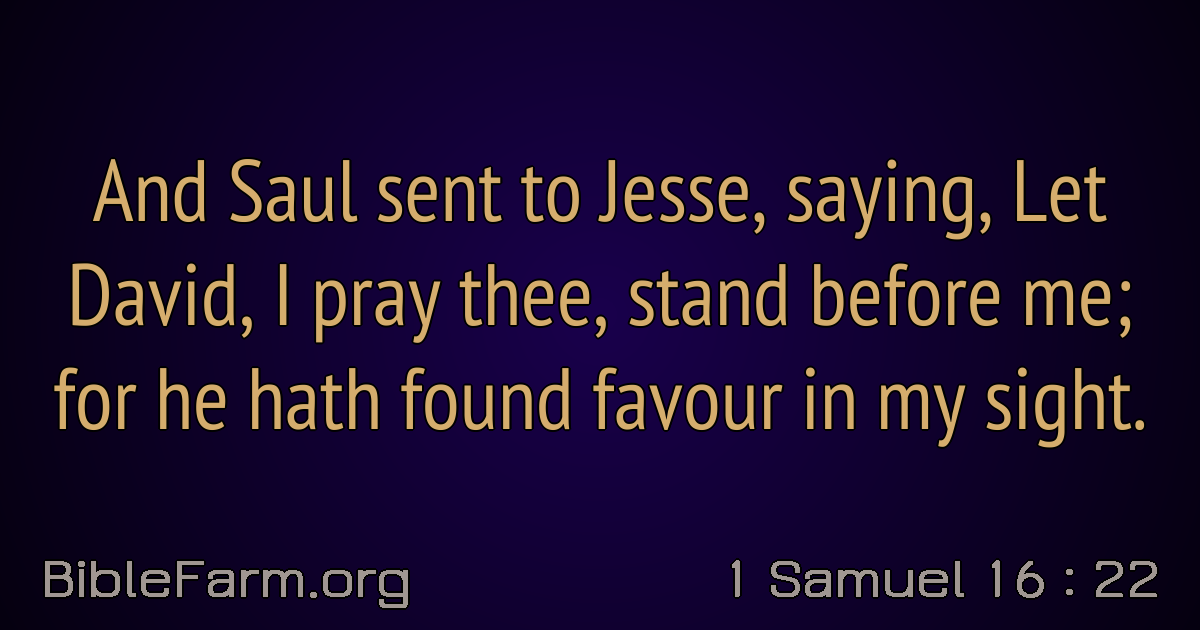 And Saul sent to Jesse, saying, Let
David, I pray thee, stand before me;
for he hath found favour in my sight.
BibleFarm.org
1 Samuel 16 : 22